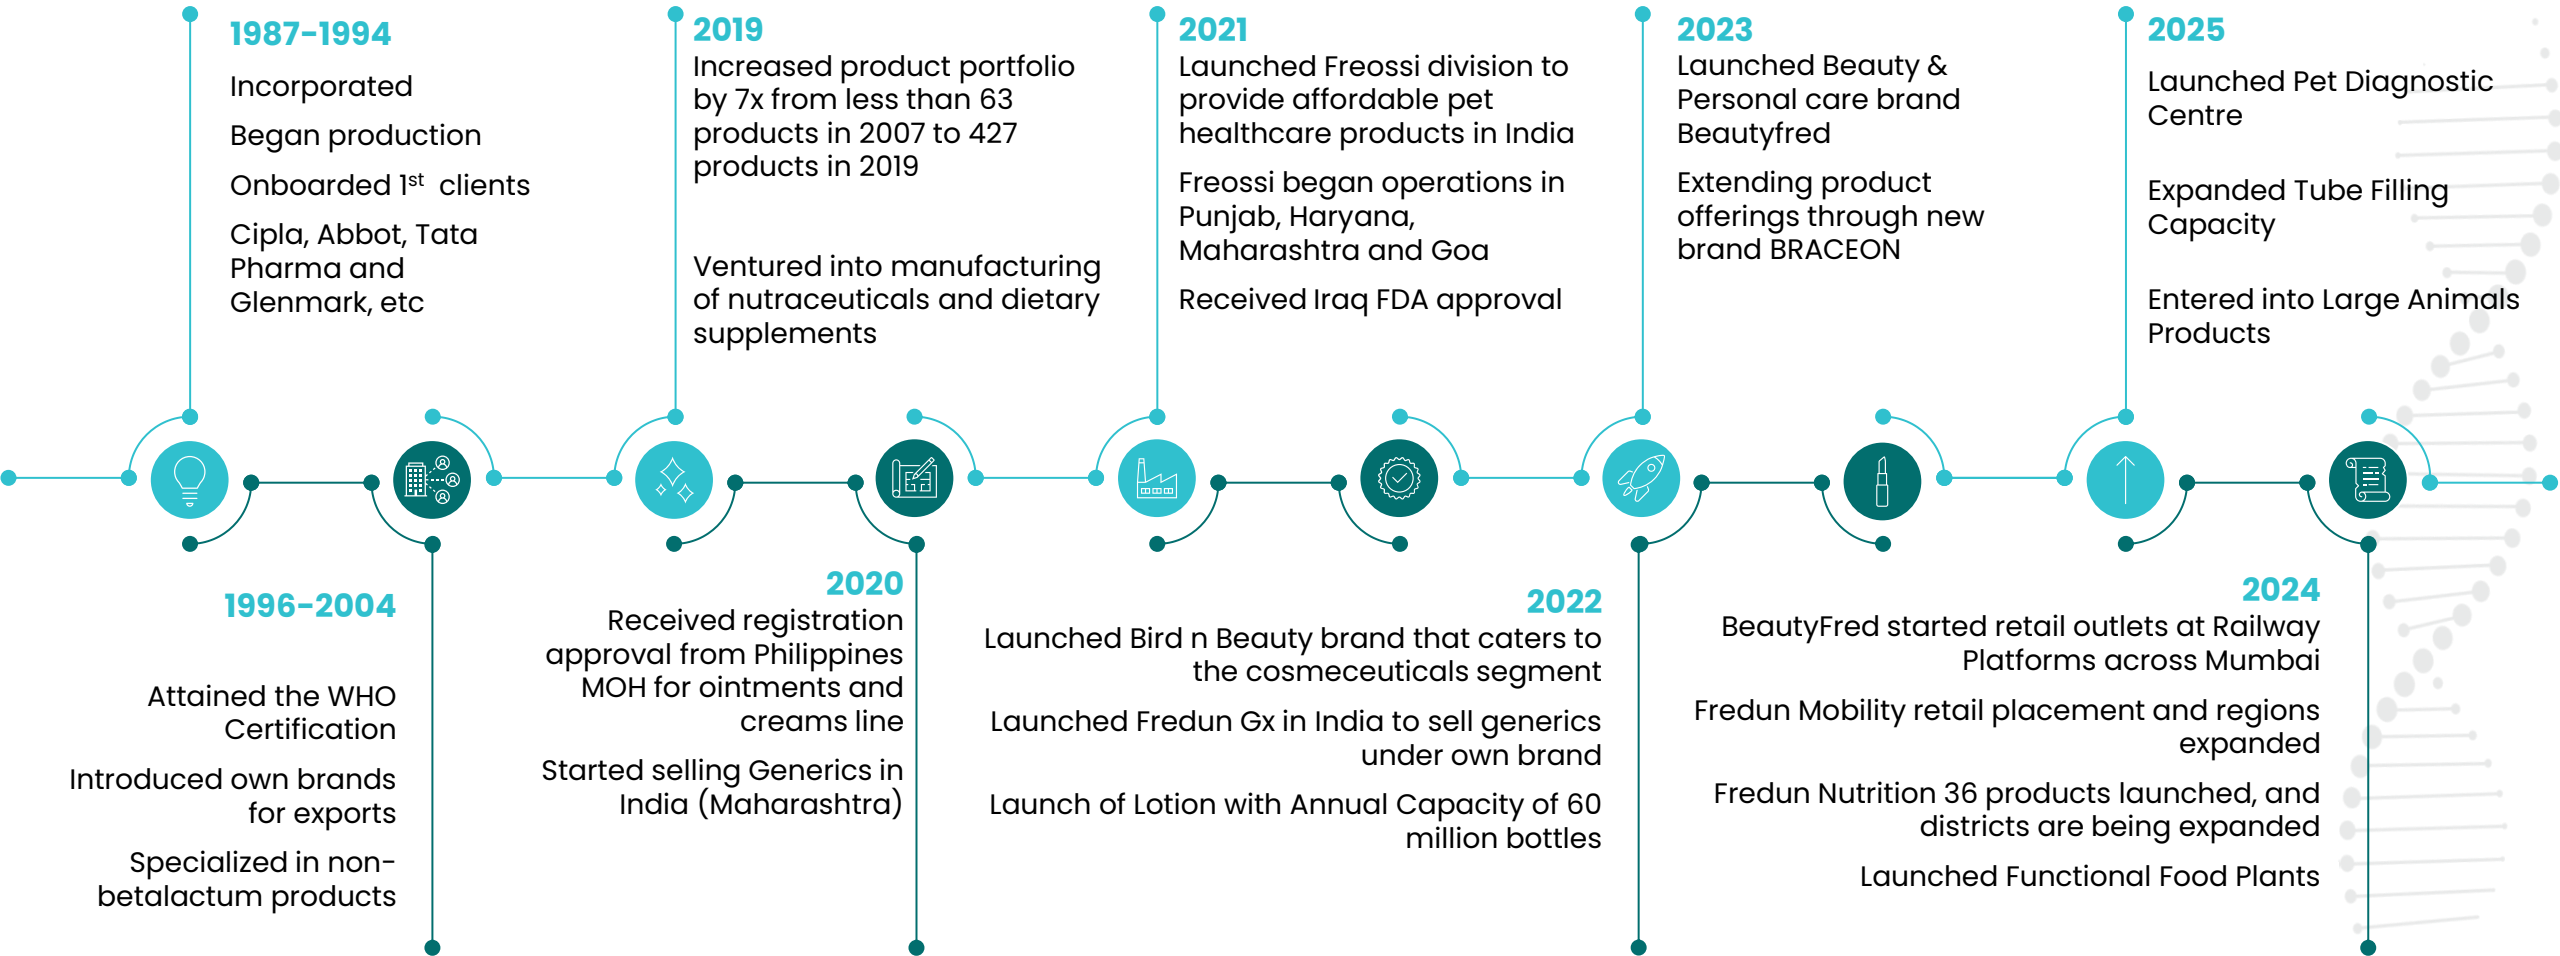 1987-1994
Incorporated
Began production
Onboarded 1st clients
Cipla, Abbot, Tata
Pharma and
Glenmark, etc
2019
Increased product portfolio
by 7x from less than 63
products in 2007 to 427
products in 2019
Ventured into manufacturing
of nutraceuticals and dietary
supplements
2021
Launched Freossi division to
provide affordable pet
healthcare products in India
Freossi began operations in
Punjab, Haryana,
Maharashtra and Goa
Received Iraq FDA approval
2023
Launched Beauty &
Personal care brand
Beautyfred
Extending product
offerings through new
brand BRACEON
2025
Launched Pet Diagnostic
Centre
Expanded Tube Filling
Capacity
Entered into Large Animals
Products
1996-2004
Attained the WHO
Certification
Introduced own brands
for exports
Specialized in non-
betalactum products
2020
Received registration
approval from Philippines
MOH for ointments and
creams line
Started selling Generics in
India (Maharashtra)
2022
Launched Bird n Beauty brand that caters to
the cosmeceuticals segment
Launched Fredun Gx in India to sell generics
under own brand
Launch of Lotion with Annual Capacity of 60
million bottles
2024
BeautyFred started retail outlets at Railway
Platforms across Mumbai
Fredun Mobility retail placement and regions
expanded
Fredun Nutrition 36 products launched, and
districts are being expanded
Launched Functional Food Plants